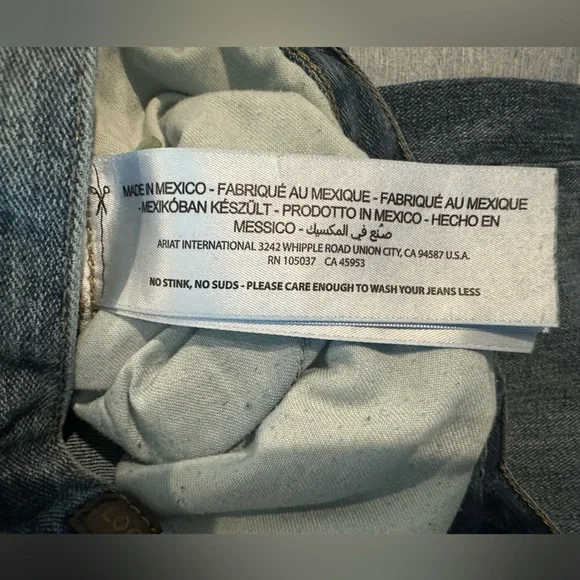 MADE IN MEXICO - FABRIQUÉ AU MEXIQUE - FABRIQUÉ AU MEXIQUE
- MEXIKÓBAN KÉSZÜLT - PRODOTTO IN MEXICO - HECHO EN
MESSICO - صنع في المكسيك
ARIAT INTERNATIONAL 3242 WHIPPLE ROAD UNION CITY, CA 94587 U.S.A.
RN 105037 CA 45953
NO STINK, NO SUDS - PLEASE CARE ENOUGH TO WASH YOUR JEANS LESS